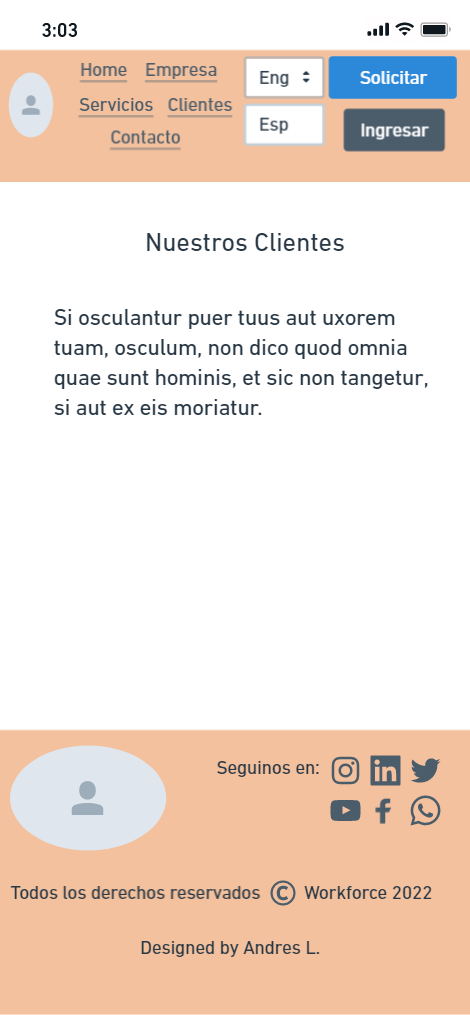 3:03
Home Empresa
Servicios Clientes
Contacto
Eng
Esp
Solicitar
Ingresar
Nuestros Clientes
Si osculantur puer tuus aut uxorem
tuam, osculum, non dico quod omnia
quae sunt hominis, et sic non tangetur,
si aut ex eis moriatur.
Seguinos en:
Todos los derechos reservados © Workforce 2022
Designed by Andres L.